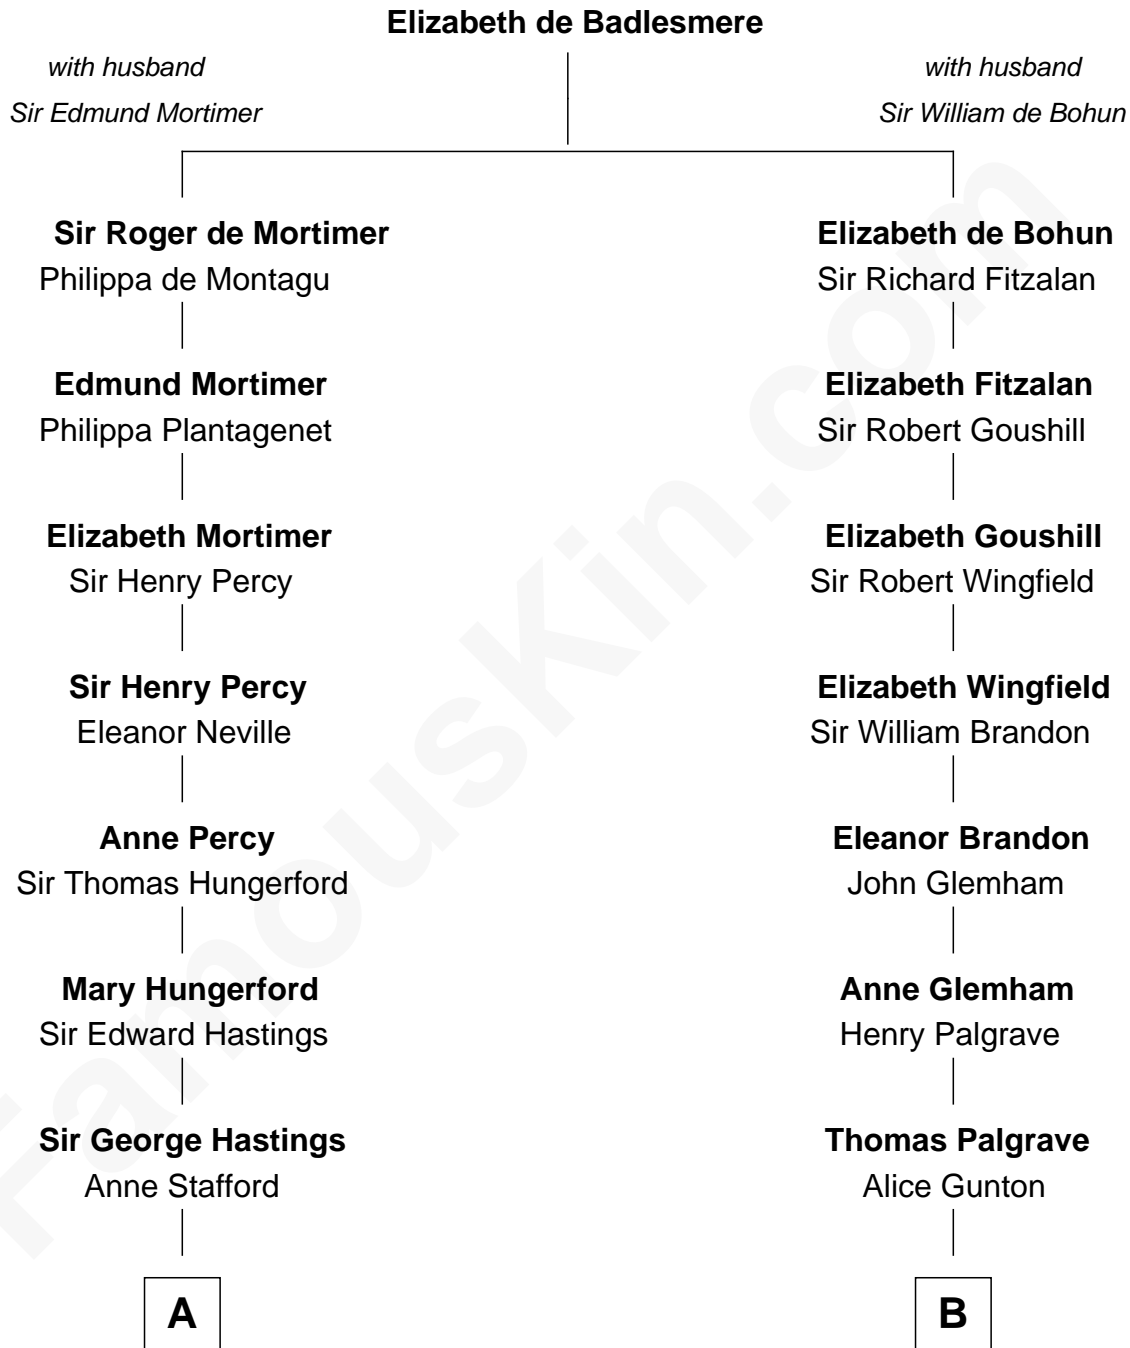 Elizabeth de Badlesmere
with husband
Sir Edmund Mortimer
with husband
Sir William de Bohun
Sir Roger de Mortimer
Philippa de Montagu
Elizabeth de Bohun
Sir Richard Fitzalan
Edmund Mortimer
Philippa Plantagenet
Elizabeth Fitzalan
Sir Robert Goushill
Elizabeth Mortimer
Sir Henry Percy
Elizabeth Goushill
Sir Robert Wingfield
Sir Henry Percy
Eleanor Neville
Elizabeth Wingfield
Sir William Brandon
Anne Percy
Sir Thomas Hungerford
Eleanor Brandon
John Glemham
Mary Hungerford
Sir Edward Hastings
Anne Glemham
Henry Palgrave
Sir George Hastings
Anne Stafford
Thomas Palgrave
Alice Gunton
A
B
FamousKin.com